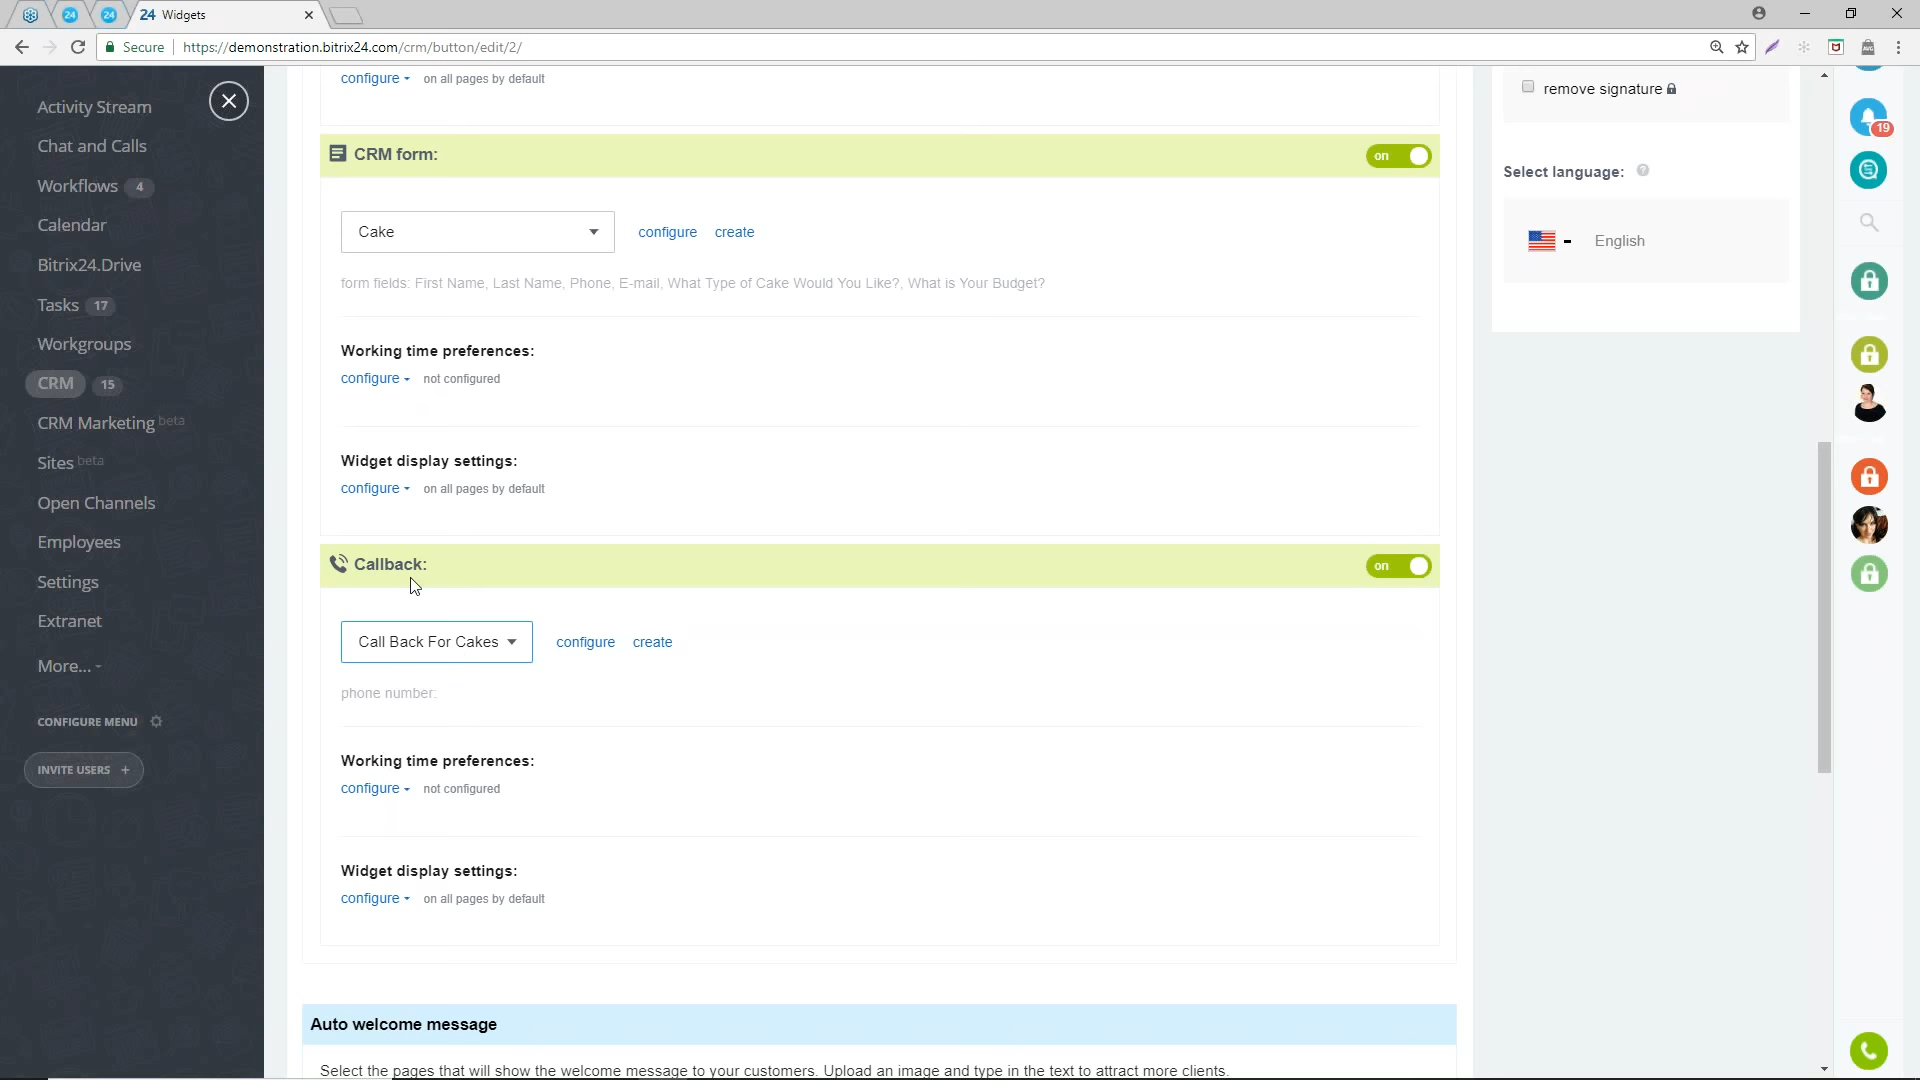 24
24
24 Widgets
Secure
https://demonstration.bitrix24.com/crm/button/edit/2/
Activity Stream
Chat and Calls
Workflows 4
Calendar
Bitrix24.Drive
Tasks 17
Workgroups
CRM 15
CRM Marketing beta
Sites beta
Open Channels
Employees
Settings
Extranet
More...
CONFIGURE MENU
INVITE USERS +
configure on all pages by default
CRM form:
on
Cake
configure create
form fields: First Name, Last Name, Phone, E-mail, What Type of Cake Would You Like?, What is Your Budget?
Working time preferences:
configure not configured
Widget display settings:
configure on all pages by default
Callback:
on
Call Back For Cakes
configure create
phone number:
Working time preferences:
configure not configured
Widget display settings:
configure on all pages by default
Auto welcome message
Select the pages that will show the welcome message to your customers. Upload an image and type in the text to attract more clients.
remove signature
Select language: ?
English
19